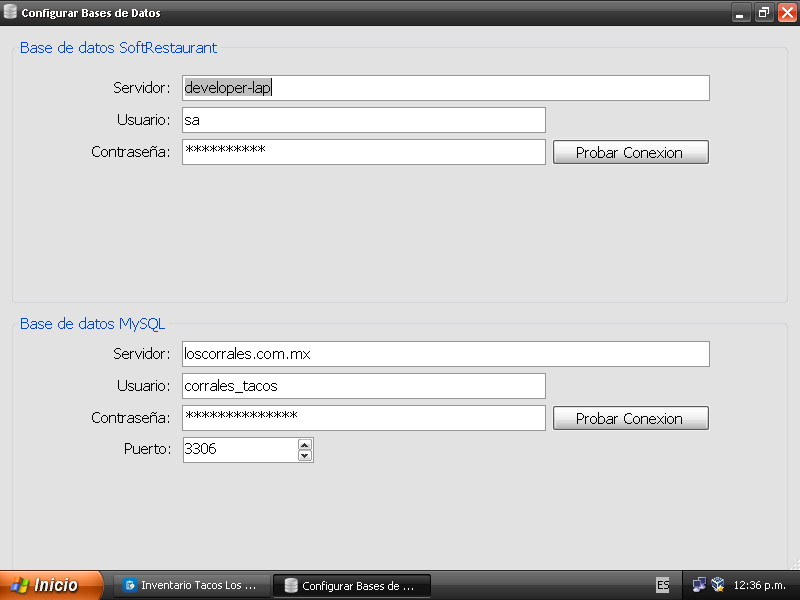 Configurar Bases de Datos
Base de datos SoftRestaurant
Servidor: developer-lap
Usuario: sa
Contraseña: **********
Probar Conexion
Base de datos MySQL
Servidor: loscorrales.com.mx
Usuario: corrales_tacos
Contraseña: **************
Probar Conexion
Puerto: 3306
Inicio
Inventario Tacos Los ...
Configurar Bases de ...
ES
12:36 p.m.